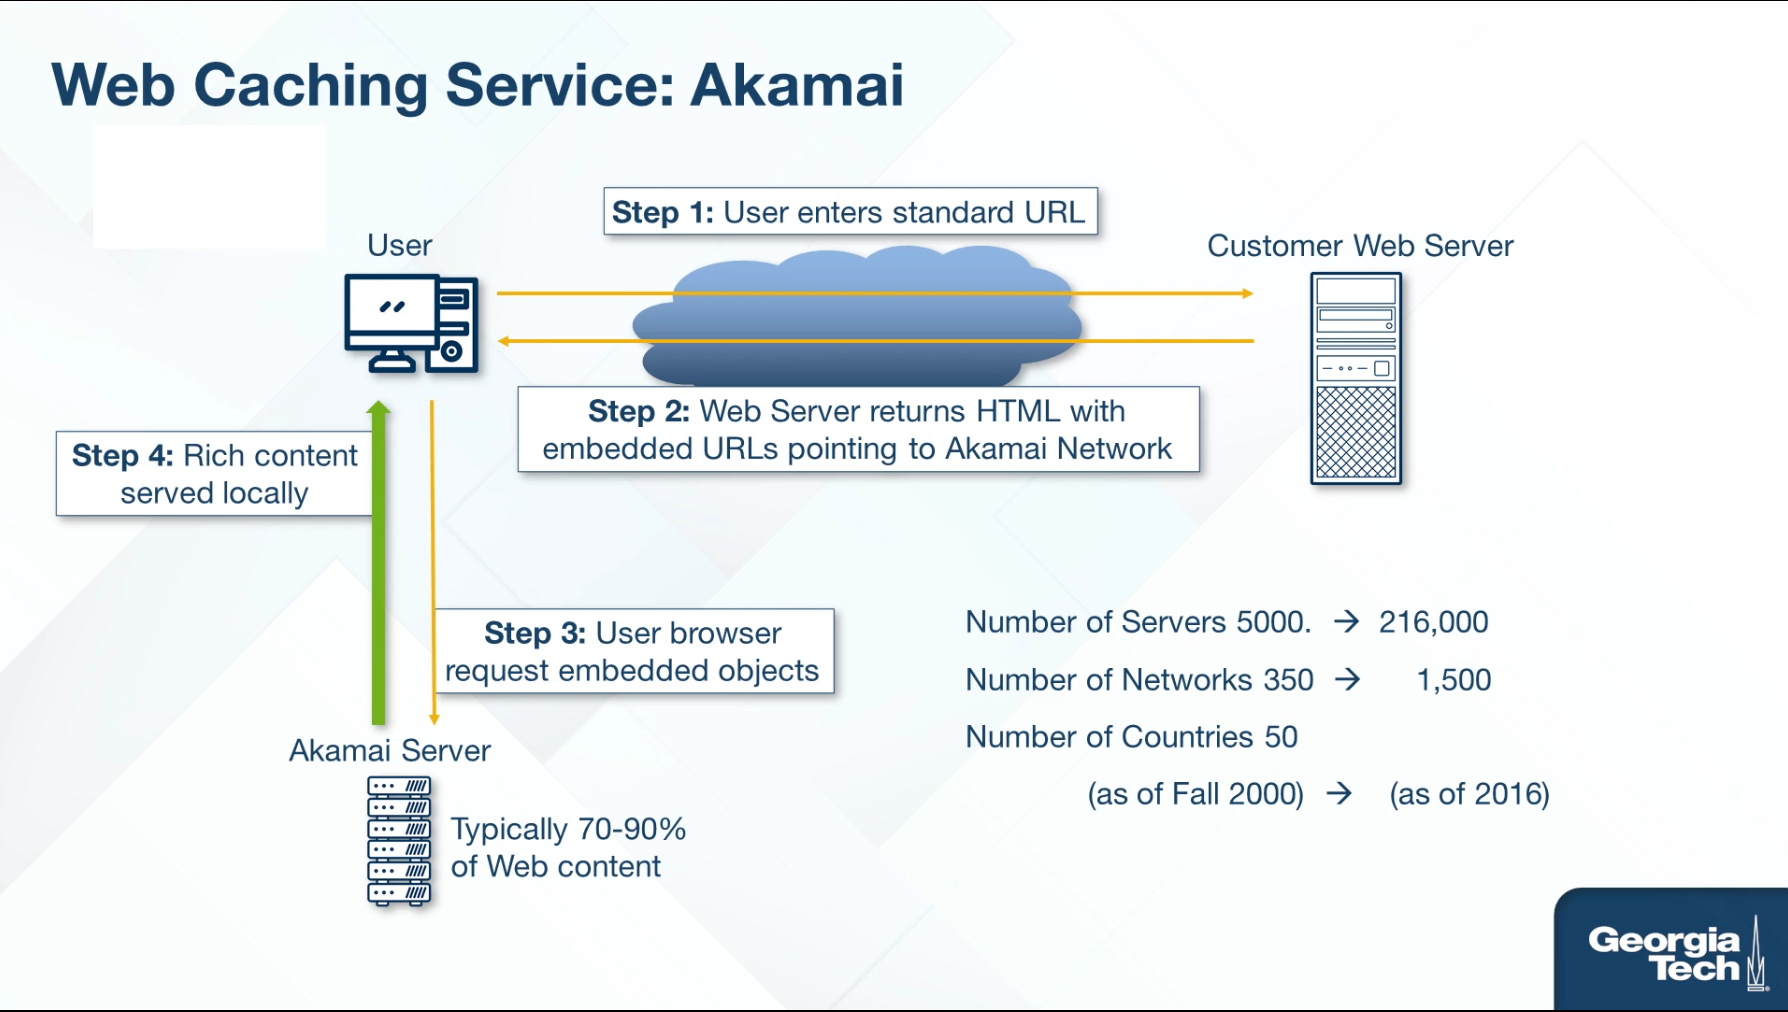 Web Caching Service: Akamai
Step 1: User enters standard URL
User
Customer Web Server
Step 2: Web Server returns HTML with
embedded URLs pointing to Akamai Network
Step 4: Rich content
served locally
Step 3: User browser
request embedded objects
Akamai Server
Typically 70-90%
of Web content
Number of Servers 5000. → 216,000
Number of Networks 350 → 1,500
Number of Countries 50
(as of Fall 2000) → (as of 2016)
Georgia
Tech